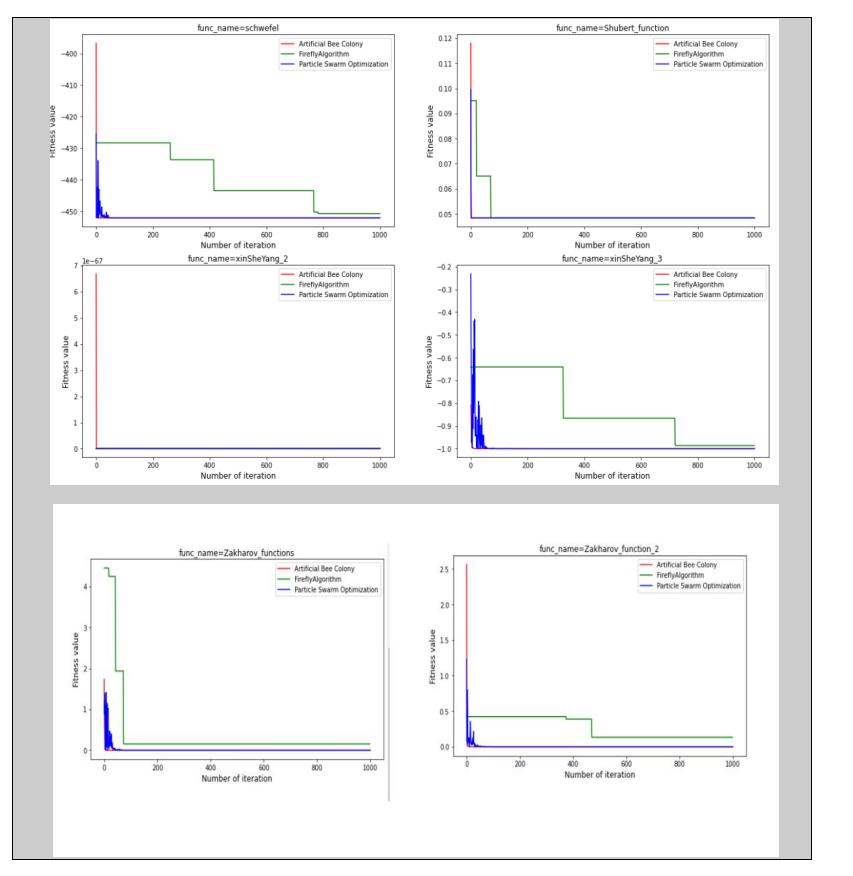 func_name=schwefel
Artificial Bee Colony
FireflyAlgorithm
Particle Swarm Optimization
Fitness value
−400
−410
−420
−430
−440
−450
0 200 400 600 800 1000
Number of iteration
func_name=Shubert_function
Artificial Bee Colony
FireflyAlgorithm
Particle Swarm Optimization
Fitness value
0.12
0.11
0.10
0.09
0.08
0.07
0.06
0.05
0 200 400 600 800 1000
Number of iteration
func_name=xinSheYang_2
1e−67
Artificial Bee Colony
FireflyAlgorithm
Particle Swarm Optimization
Fitness value
7
6
5
4
3
2
1
0
0 200 400 600 800 1000
Number of iteration
func_name=xinSheYang_3
Artificial Bee Colony
FireflyAlgorithm
Particle Swarm Optimization
Fitness value
−0.2
−0.3
−0.4
−0.5
−0.6
−0.7
−0.8
−0.9
−1.0
0 200 400 600 800 1000
Number of iteration
func_name=Zakharov_functions
Artificial Bee Colony
FireflyAlgorithm
Particle Swarm Optimization
Fitness value
4
3
2
1
0
0 200 400 600 800 1000
Number of iteration
func_name=Zakharov_function_2
Artificial Bee Colony
FireflyAlgorithm
Particle Swarm Optimization
Fitness value
2.5
2.0
1.5
1.0
0.5
0.0
0 200 400 600 800 1000
Number of iteration